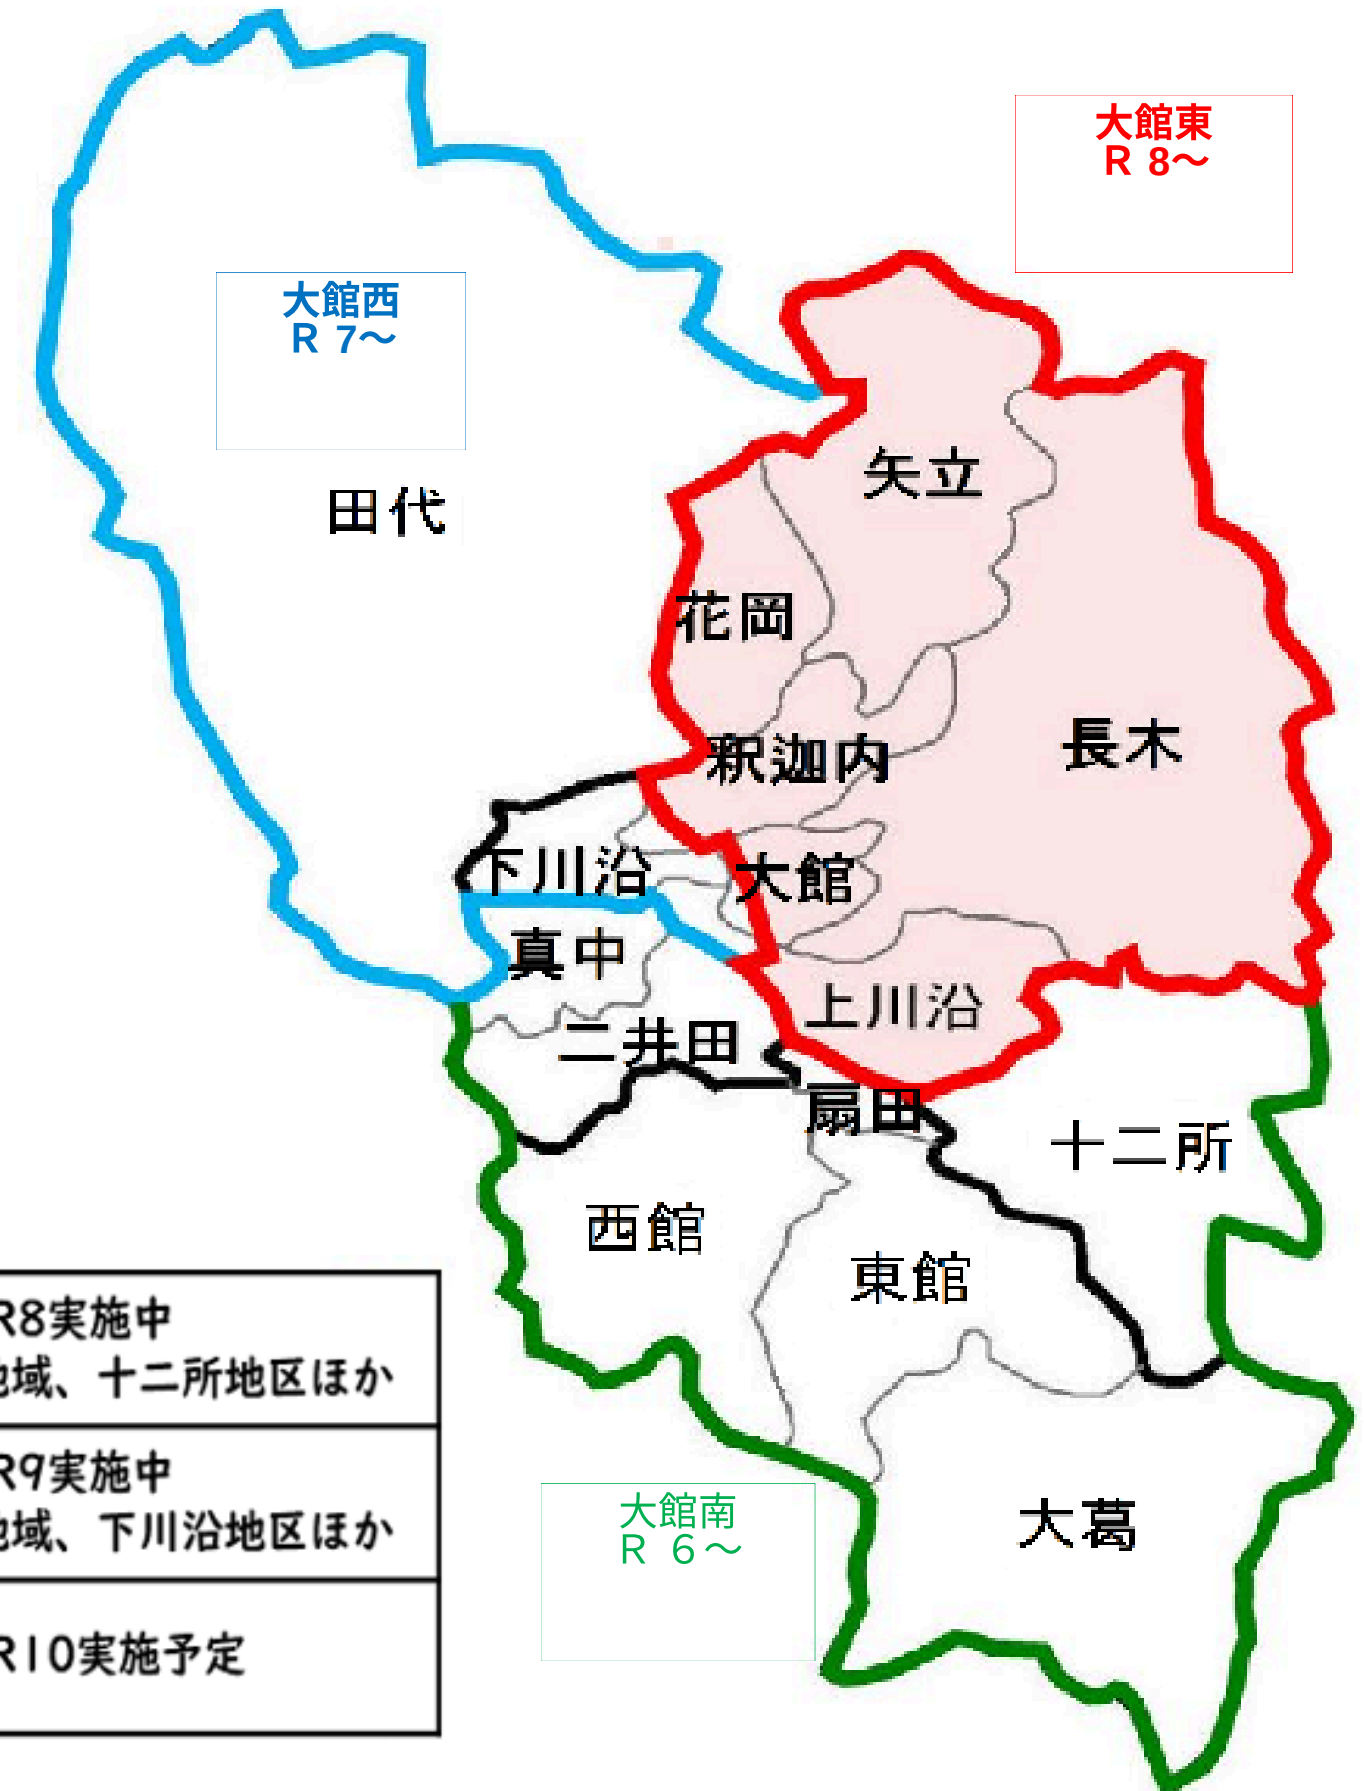 大館東
R 8～
大館西
R 7～
矢立
田代
花岡
長木
釈迦内
下川沿
大館
真中
上川沿
二井田
扇田
十二所
西館
東館
R8実施中
地域、十二所地区ほか
R9実施中
地域、下川沿地区ほか
大館南
R 6～
大葛
R10実施予定